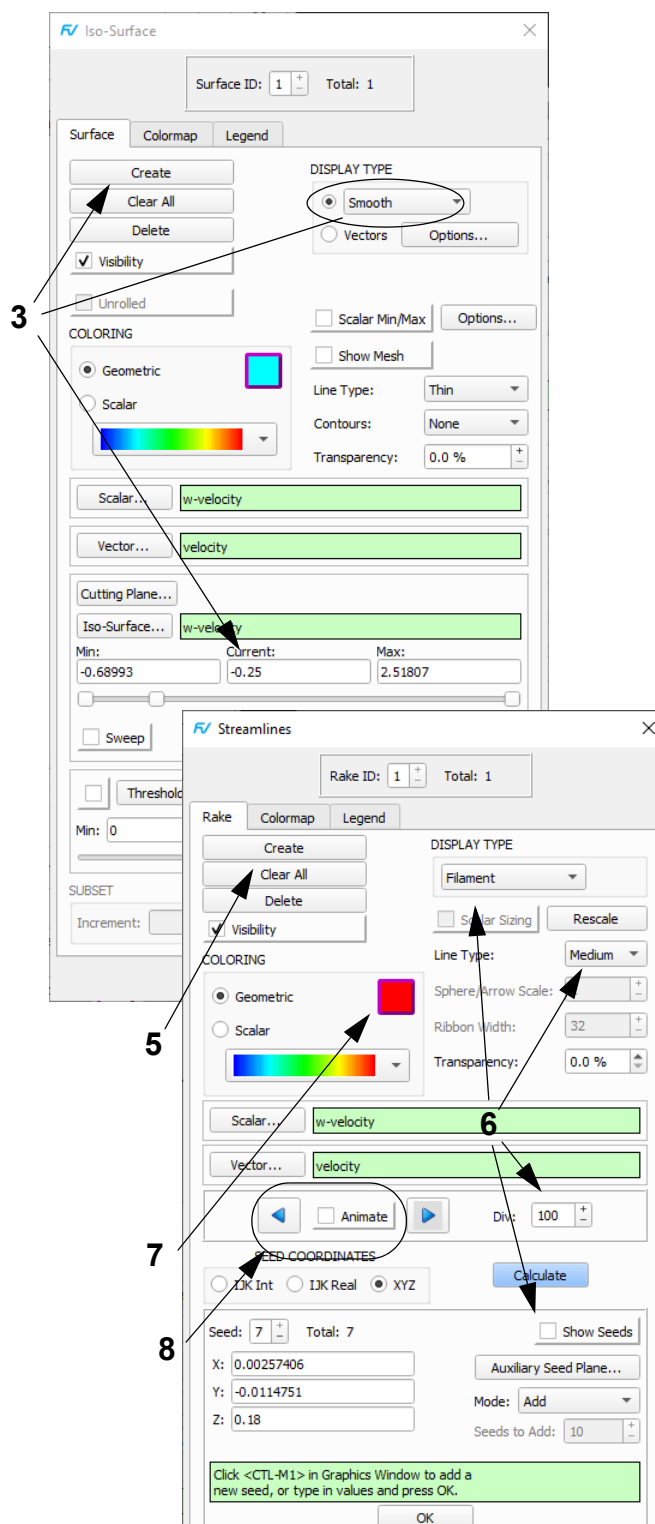 Iso-Surface
Surface ID: 1 Total: 1
Surface Colormap Legend
Create
Clear All
Delete
Visibility
Unrolled
DISPLAY TYPE
Smooth
Vectors Options...
3
COLORING
Geometric
Scalar
Scalar Min/Max Options...
Show Mesh
Line Type: Thin
Contours: None
Transparency: 0.0 %
Scalar... w-velocity
Vector... velocity
Cutting Plane...
Iso-Surface... w-velocity
Min: Current: Max:
-0.68993 -0.25 2.51807
Sweep
Threshold
Min: 0
SUBSET
Increment:
Streamlines
Rake ID: 1 Total: 1
Rake Colormap Legend
Create
Clear All
Delete
Visibility
DISPLAY TYPE
Filament
Scalar Sizing Rescale
COLORING
Geometric
Scalar
Line Type: Medium
Sphere/Arrow Scale:
Ribbon Width: 32
Transparency: 0.0 %
5
6
Scalar... w-velocity
Vector... velocity
Animate Div: 100
7
SEED COORDINATES
IJK Int IJK Real XYZ
Calculate
8
Seed: 7 Total: 7 Show Seeds
X: 0.00257406
Y: -0.0114751
Z: 0.18
Auxiliary Seed Plane...
Mode: Add
Seeds to Add: 10
Click <CTL-M1> in Graphics Window to add a
new seed, or type in values and press OK.
OK